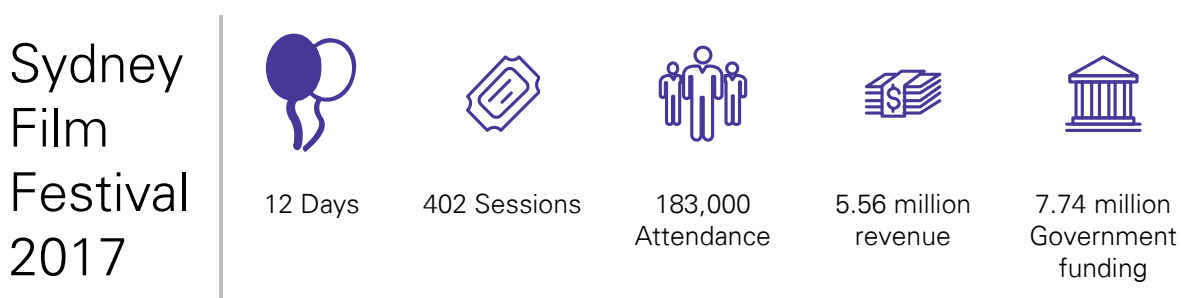 Sydney
Film
Festival
2017
12 Days
402 Sessions
183,000
Attendance
$
5.56 million
revenue
7.74 million
Government
funding